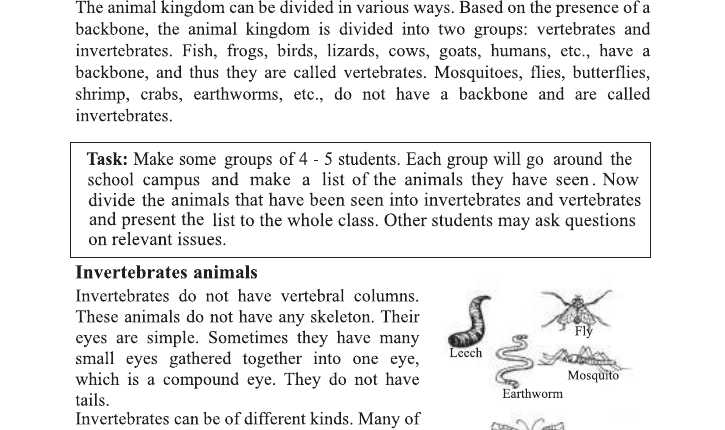 The animal kingdom can be divided in various ways. Based on the presence of a
backbone, the animal kingdom is divided into two groups: vertebrates and
invertebrates. Fish, frogs, birds, lizards, cows, goats, humans, etc., have a
backbone, and thus they are called vertebrates. Mosquitoes, flies, butterflies,
shrimp, crabs, earthworms, etc., do not have a backbone and are called
invertebrates.
Task: Make some groups of 4 - 5 students. Each group will go around the
school campus and make a list of the animals they have seen. Now
divide the animals that have been seen into invertebrates and vertebrates
and present the list to the whole class. Other students may ask questions
on relevant issues.
Invertebrates animals
Invertebrates do not have vertebral columns.
These animals do not have any skeleton. Their
eyes are simple. Sometimes they have many
small eyes gathered together into one eye,
which is a compound eye. They do not have
tails.
Invertebrates can be of different kinds. Many of
Fly
Leech
Mosquito
Earthworm